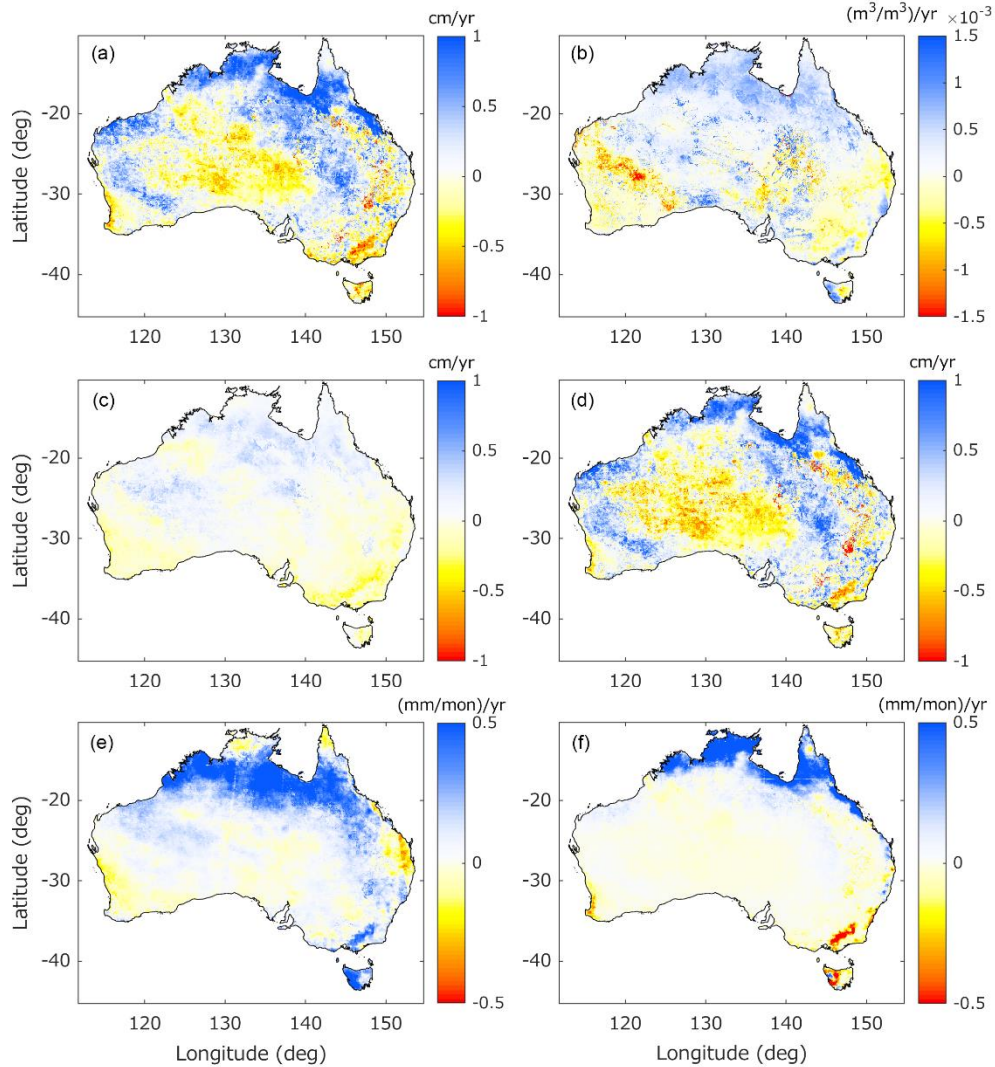 cm/yr
(m³/m³)/yr ×10⁻³
(a)
(b)
Latitude (deg)
-20
-30
-40
120 130 140 150
1
0.5
0
-0.5
-1
-20
-30
-40
120 130 140 150
1.5
1
0.5
0
-0.5
-1
-1.5
cm/yr
cm/yr
(c)
(d)
Latitude (deg)
-20
-30
-40
120 130 140 150
1
0.5
0
-0.5
-1
-20
-30
-40
120 130 140 150
1
0.5
0
-0.5
-1
(mm/mon)/yr
(mm/mon)/yr
(e)
(f)
Latitude (deg)
-20
-30
-40
120 130 140 150
Longitude (deg)
0.5
0
-0.5
-20
-30
-40
120 130 140 150
Longitude (deg)
0.5
0
-0.5